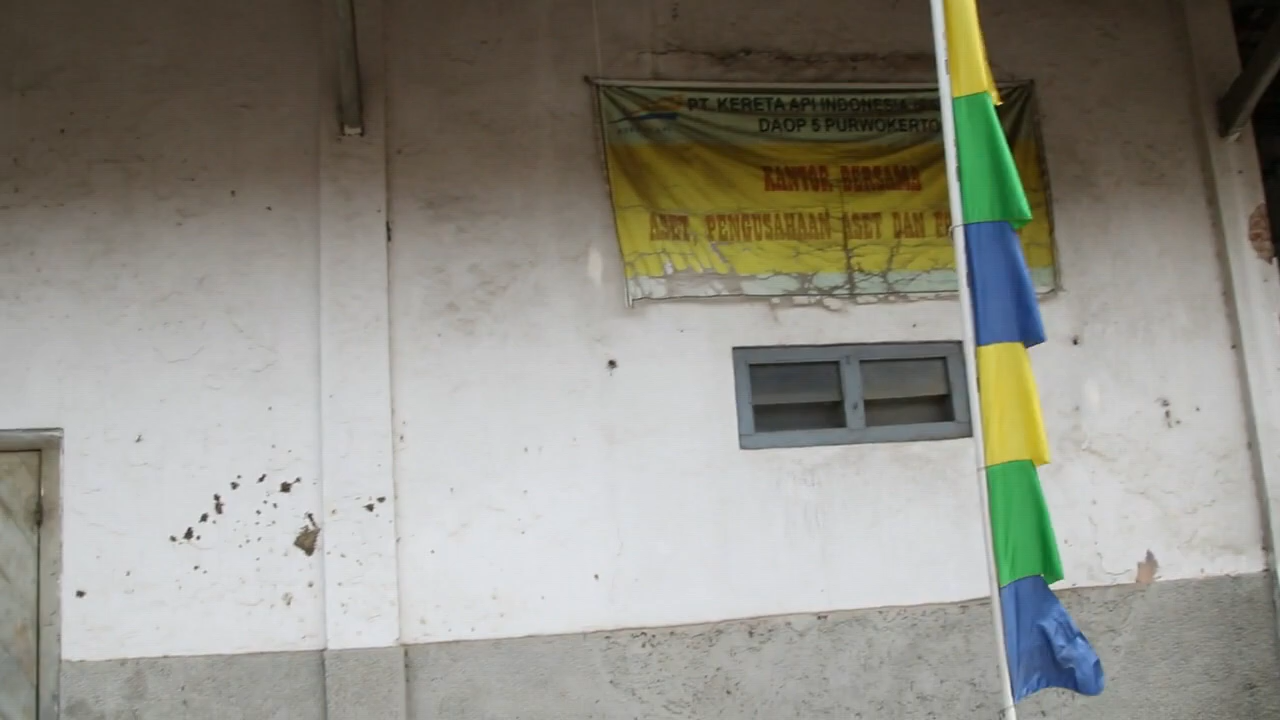 PT. KERETA API INDONESIA
DAOP 5 PURWOKERTO
KANTOR BERSAMA
ASET, PENGUSAHAAN ASET DAN